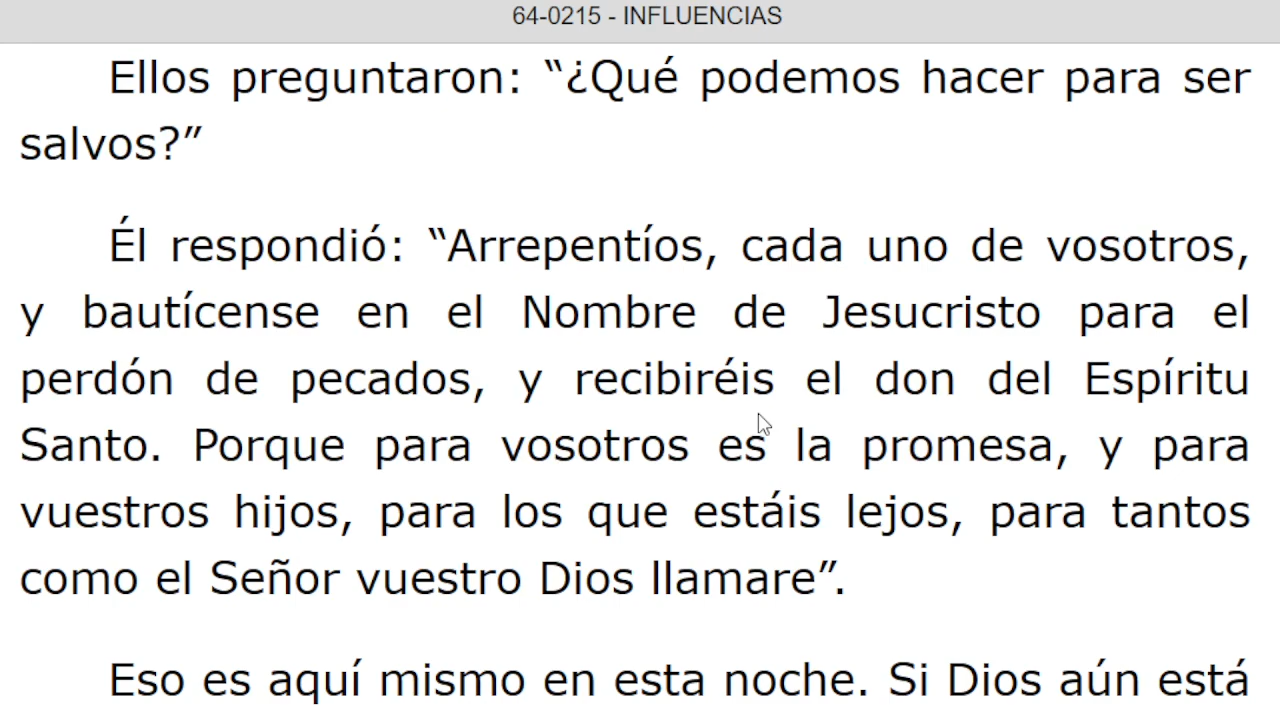 64-0215 - INFLUENCIAS
Ellos preguntaron: “¿Qué podemos hacer para ser
salvos?”
Él respondió: “Arrepentíos, cada uno de vosotros,
y bautícense en el Nombre de Jesucristo para el
perdón de pecados, y recibiréis el don del Espíritu
Santo. Porque para vosotros es la promesa, y para
vuestros hijos, para los que estáis lejos, para tantos
como el Señor vuestro Dios llamare”.
Eso es aquí mismo en esta noche. Si Dios aún está